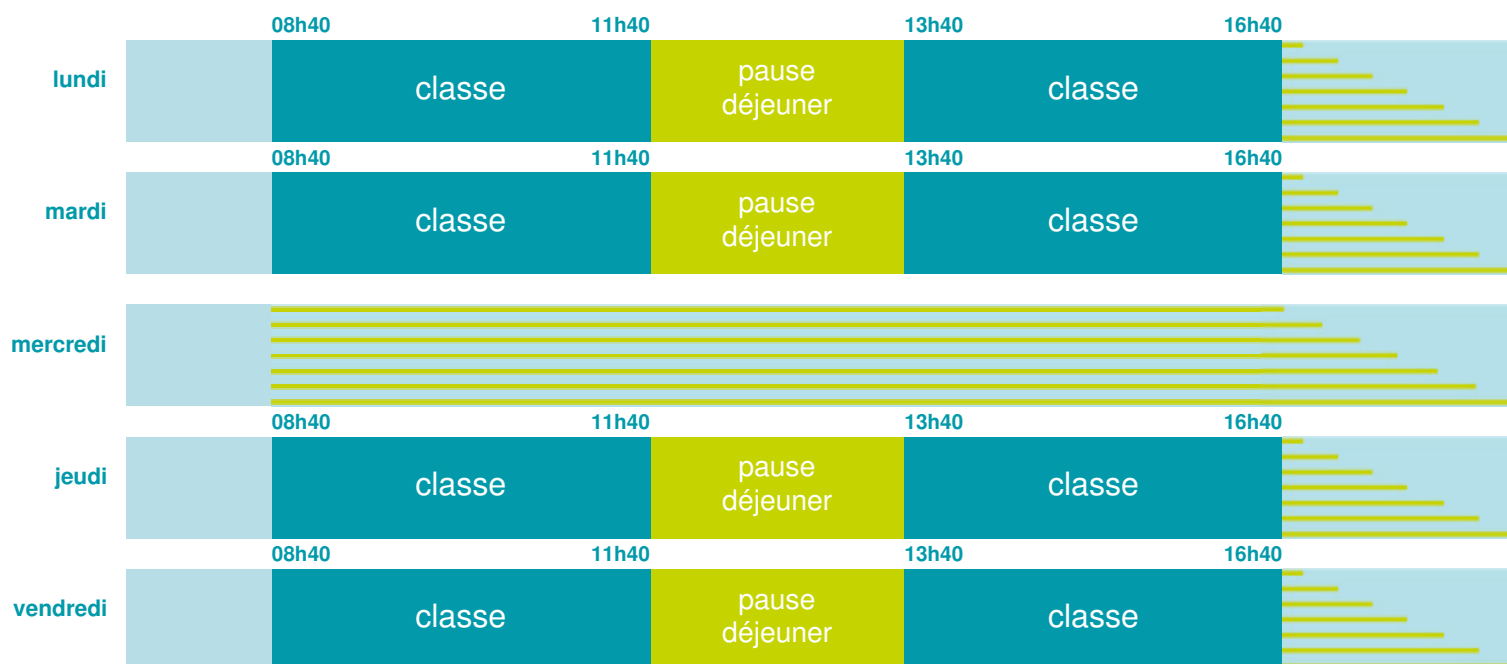 08h40 11h40 13h40 16h40
lundi
classe
pause
déjeuner
classe
08h40 11h40 13h40 16h40
mardi
classe
pause
déjeuner
classe
mercredi
08h40 11h40 13h40 16h40
jeudi
classe
pause
déjeuner
classe
08h40 11h40 13h40 16h40
vendredi
classe
pause
déjeuner
classe